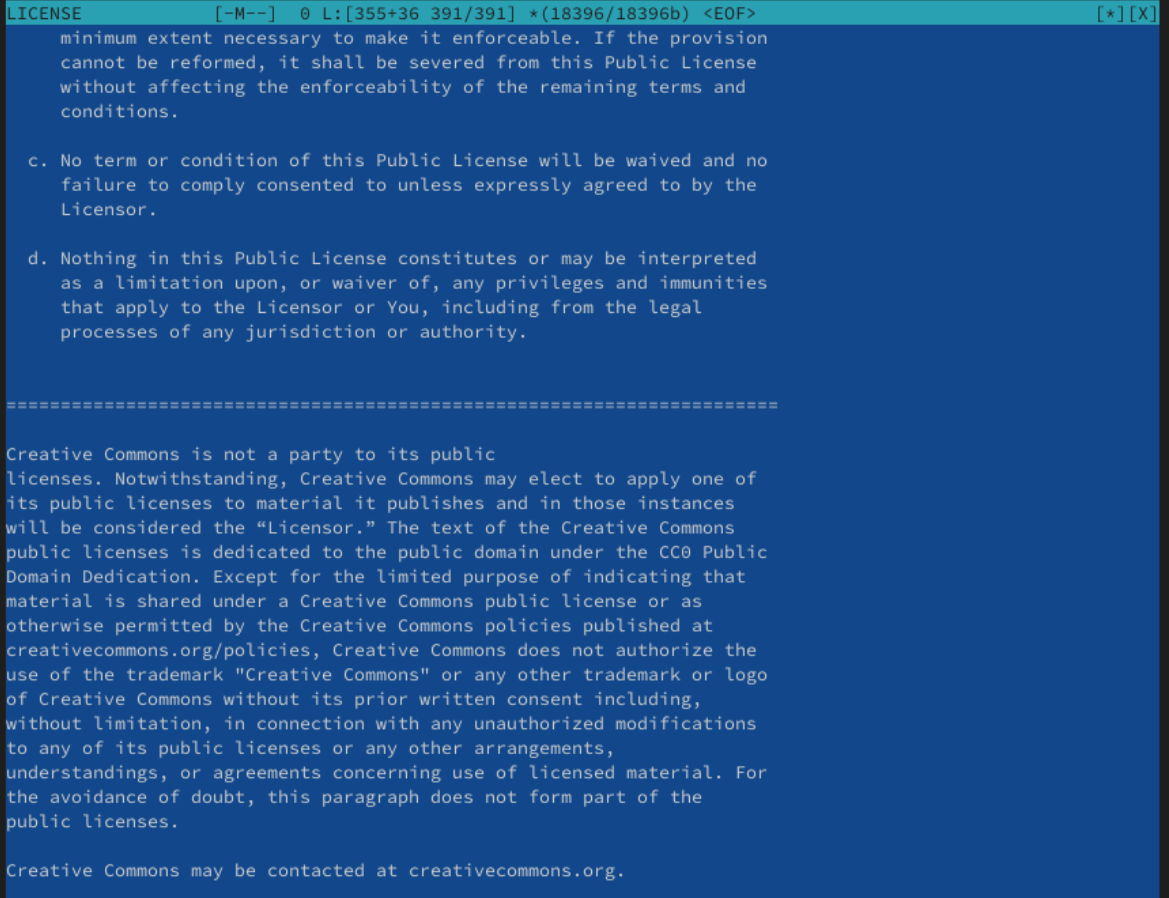 LICENSE [-M--] 0 L:[355+36 391/391] *(18396/18396b) <EOF> [*][X]
minimum extent necessary to make it enforceable. If the provision
cannot be reformed, it shall be severed from this Public License
without affecting the enforceability of the remaining terms and
conditions.
c. No term or condition of this Public License will be waived and no
failure to comply consented to unless expressly agreed to by the
Licensor.
d. Nothing in this Public License constitutes or may be interpreted
as a limitation upon, or waiver of, any privileges and immunities
that apply to the Licensor or You, including from the legal
processes of any jurisdiction or authority.
=======================================================================
Creative Commons is not a party to its public
licenses. Notwithstanding, Creative Commons may elect to apply one of
its public licenses to material it publishes and in those instances
will be considered the “Licensor.” The text of the Creative Commons
public licenses is dedicated to the public domain under the CC0 Public
Domain Dedication. Except for the limited purpose of indicating that
material is shared under a Creative Commons public license or as
otherwise permitted by the Creative Commons policies published at
creativecommons.org/policies, Creative Commons does not authorize the
use of the trademark "Creative Commons" or any other trademark or logo
of Creative Commons without its prior written consent including,
without limitation, in connection with any unauthorized modifications
to any of its public licenses or any other arrangements,
understandings, or agreements concerning use of licensed material. For
the avoidance of doubt, this paragraph does not form part of the
public licenses.
Creative Commons may be contacted at creativecommons.org.